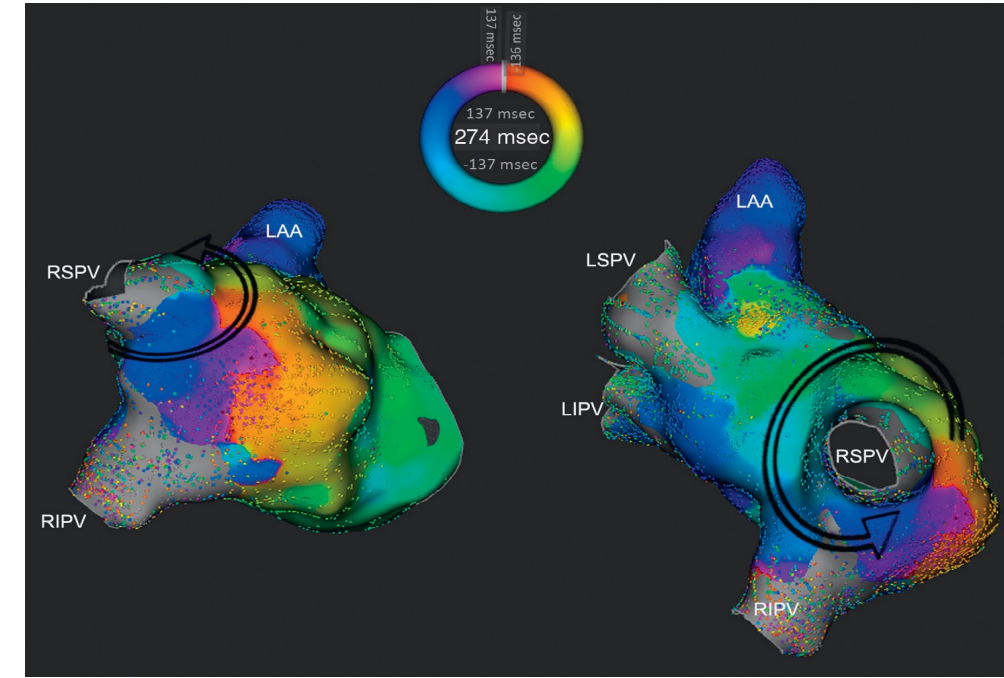 137 msec
-136 msec
137 msec
274 msec
-137 msec
LAA
RSPV
RIPV
LAA
LSPV
LIPV
RSPV
RIPV